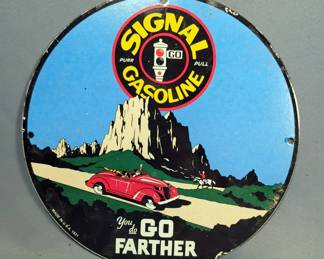 SIGNAL
GO
PURR PULL
GASOLINE
You do GO
FARTHER